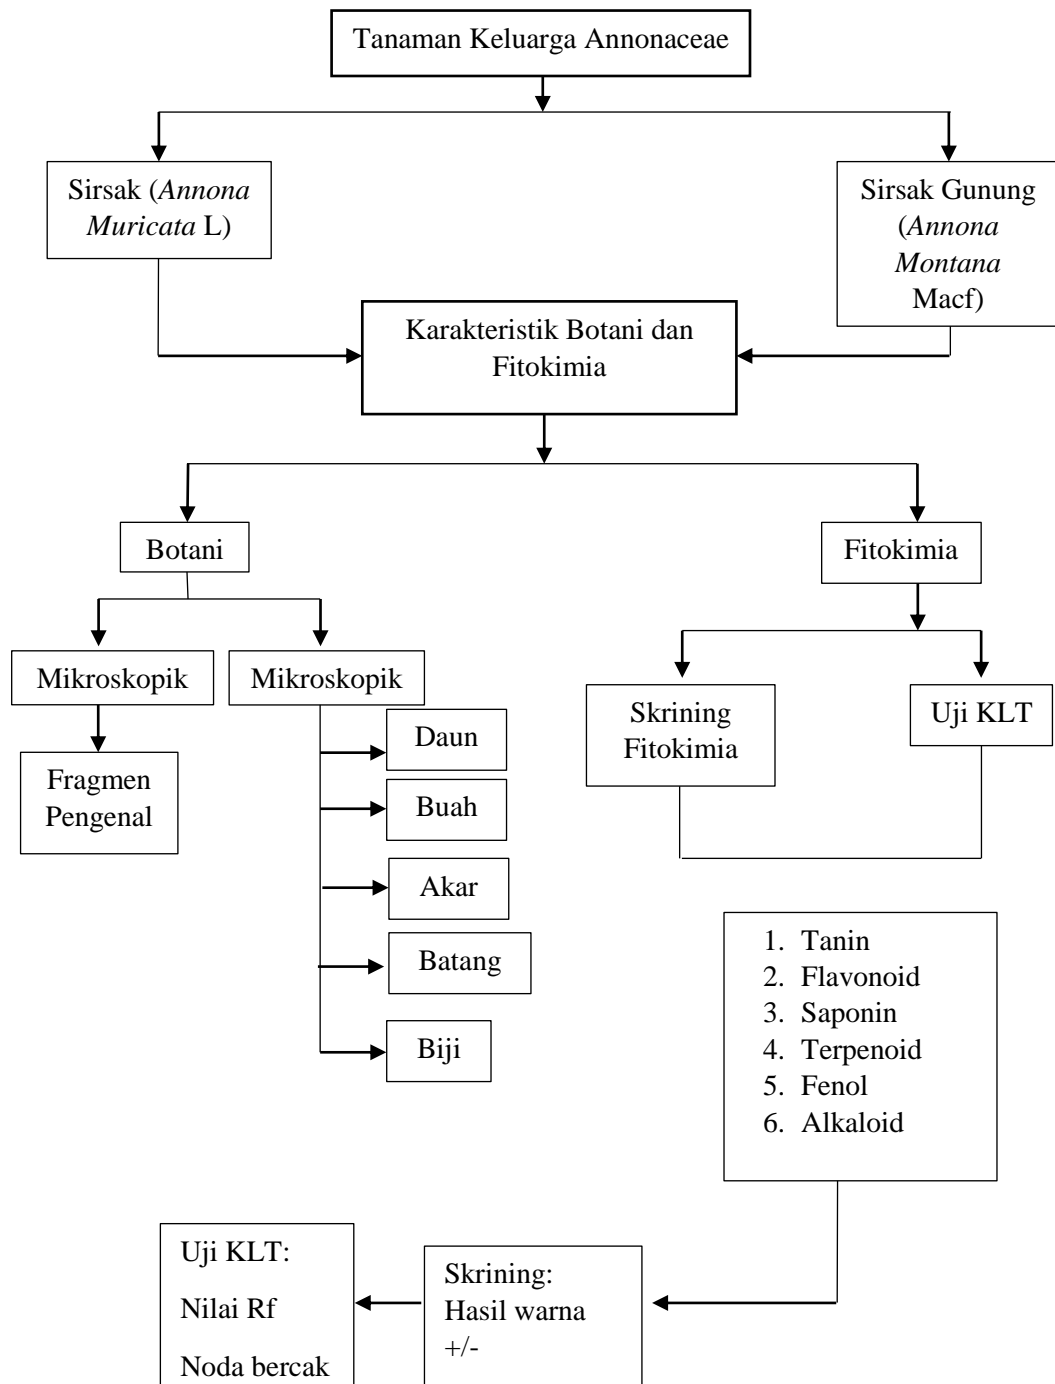 Tanaman Keluarga Annonaceae
Sirsak (Annona
Muricata L)
Sirsak Gunung
(Annona
Montana
Macf)
Karakteristik Botani dan
Fitokimia
Botani
Fitokimia
Mikroskopik
Mikroskopik
Skrining
Fitokimia
Uji KLT
Fragmen
Pengenal
Daun
Buah
Akar
Batang
Biji
1. Tanin
2. Flavonoid
3. Saponin
4. Terpenoid
5. Fenol
6. Alkaloid
Uji KLT:
Nilai Rf
Noda bercak
Skrining:
Hasil warna
+/-